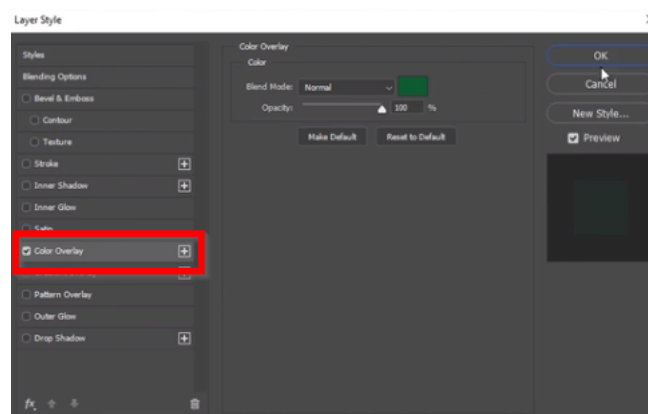 Layer Style
Styles
Blending Options
Bevel & Emboss
Contour
Texture
Stroke
Inner Shadow
Inner Glow
Satin
Color Overlay
Pattern Overlay
Outer Glow
Drop Shadow
fx
Color Overlay
Color
Blend Mode: Normal
Opacity: 100 %
Make Default Reset to Default
OK
Cancel
New Style...
Preview